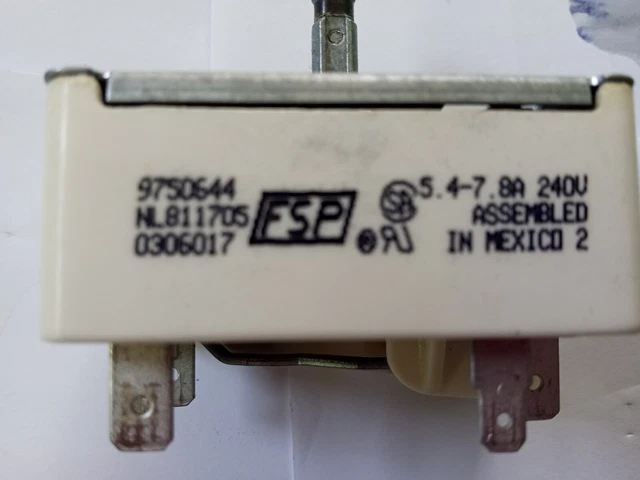 9750644
NL811705
0306017
FSP
5.4-7.8A 240V
ASSEMBLED
IN MEXICO 2